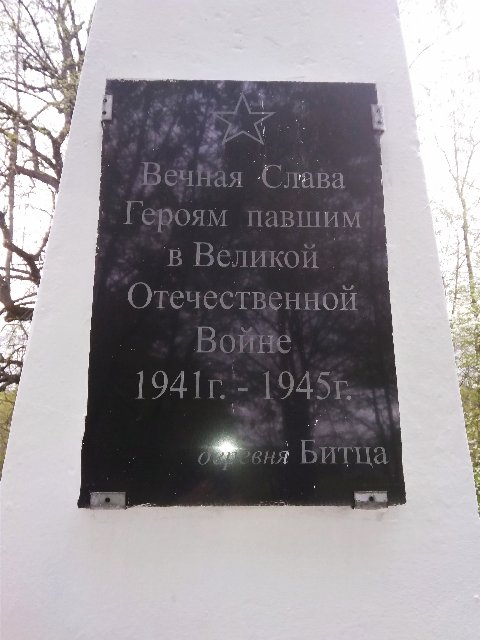 Вечная Слава
Героям павшим
в Великой
Отечественной
Войне
1941г. - 1945г.
деревня Битца